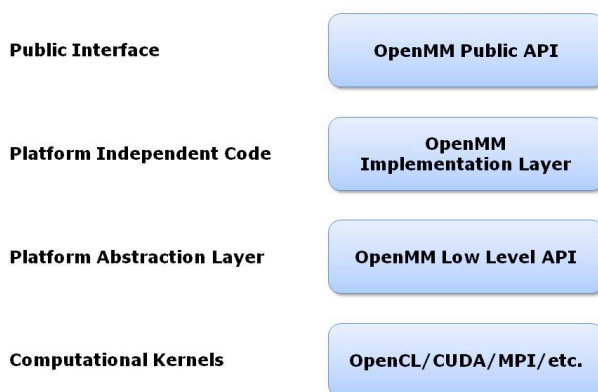 Public Interface
OpenMM Public API
Platform Independent Code
OpenMM
Implementation Layer
Platform Abstraction Layer
OpenMM Low Level API
Computational Kernels
OpenCL/CUDA/MPI/etc.